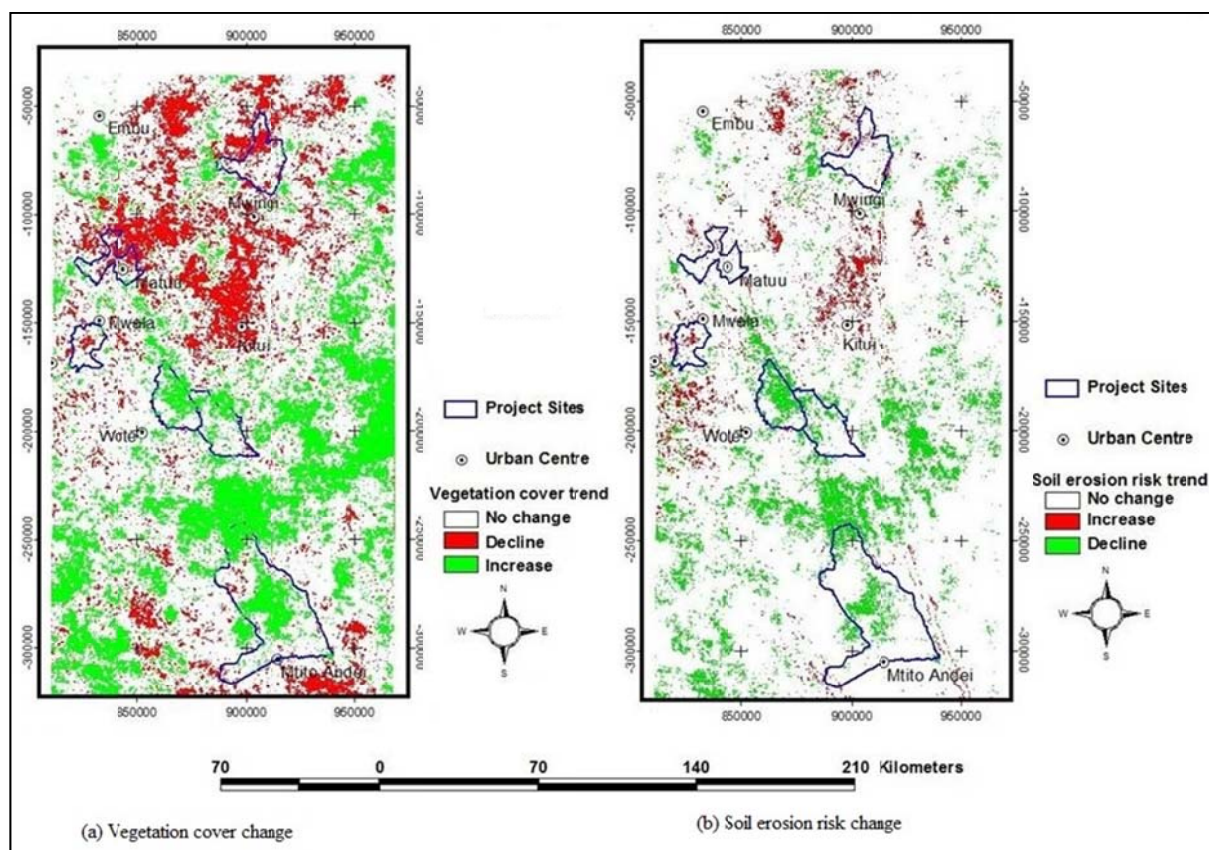 850000 900000 950000
-50000
-100000
-150000
-200000
-250000
-300000
Embu
Mwingi
Matuu
Mwela
Kitui
Wote
Mtito Andei
850000 900000 950000
Project Sites
Urban Centre
Vegetation cover trend
No change
Decline
Increase
N
W E
S
850000 900000 950000
-50000
-100000
-150000
-200000
-250000
-300000
Embu
Mwingi
Matuu
Mwela
Kitui
Wote
Mtito Andei
850000 900000 950000
Project Sites
Urban Centre
Soil erosion risk trend
No change
Increase
Decline
N
W E
S
70 0 70 140 210 Kilometers
(a) Vegetation cover change
(b) Soil erosion risk change